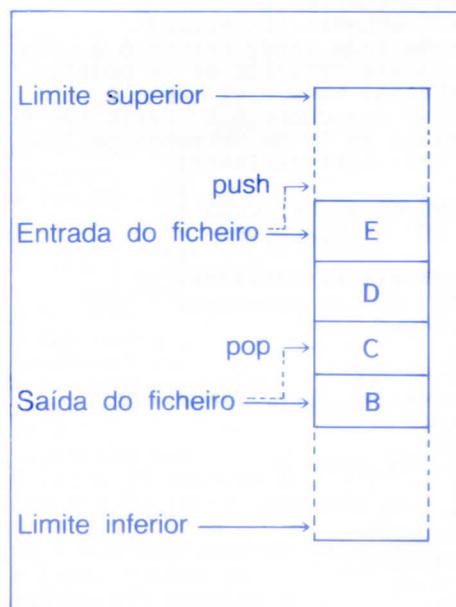 Limite superior
push
Entrada do ficheiro
E
D
pop
C
Saída do ficheiro
B
Limite inferior